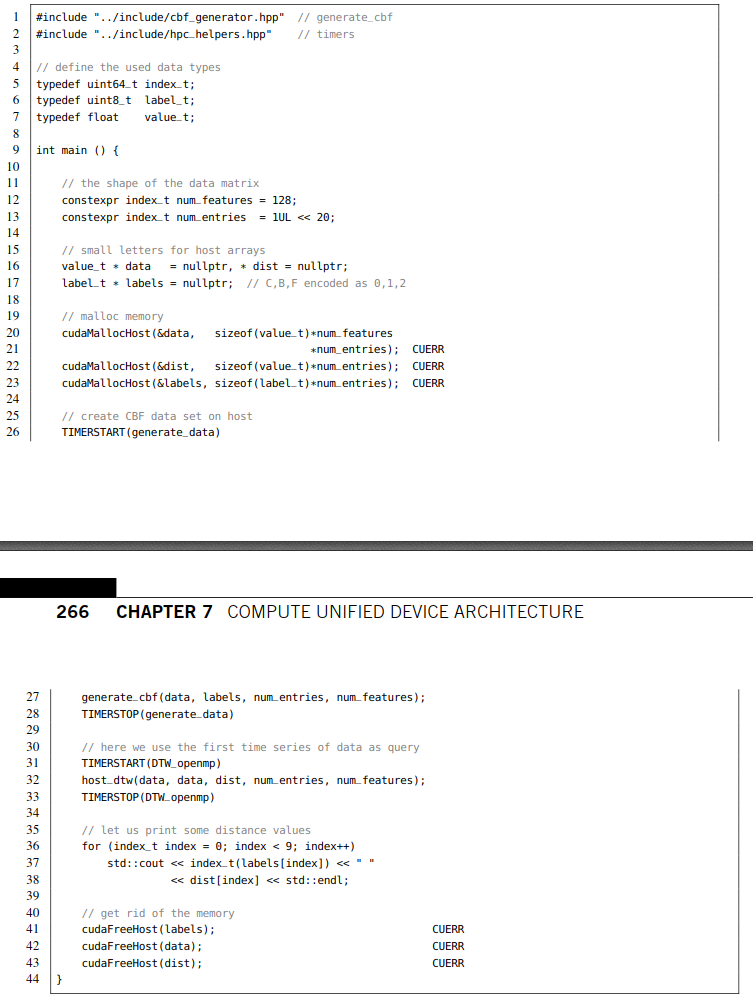 1 #include "../include/cbf_generator.hpp"  // generate_cbf
2 #include "../include/hpc_helpers.hpp"    // timers
3
4 // define the used data types
5 typedef uint64_t index_t;
6 typedef uint8_t  label_t;
7 typedef float    value_t;
8
9 int main () {
10
11     // the shape of the data matrix
12     constexpr index_t num_features = 128;
13     constexpr index_t num_entries  = 1UL << 20;
14
15     // small letters for host arrays
16     value_t * data   = nullptr, * dist = nullptr;
17     label_t * labels = nullptr;  // C,B,F encoded as 0,1,2
18
19     // malloc memory
20     cudaMallocHost(&data,   sizeof(value_t)*num_features
21                                            *num_entries);  CUERR
22     cudaMallocHost(&dist,   sizeof(value_t)*num_entries);  CUERR
23     cudaMallocHost(&labels, sizeof(label_t)*num_entries);  CUERR
24
25     // create CBF data set on host
26     TIMERSTART(generate_data)
266 CHAPTER 7 COMPUTE UNIFIED DEVICE ARCHITECTURE
27     generate_cbf(data, labels, num_entries, num_features);
28     TIMERSTOP(generate_data)
29
30     // here we use the first time series of data as query
31     TIMERSTART(DTW_openmp)
32     host_dtw(data, data, dist, num_entries, num_features);
33     TIMERSTOP(DTW_openmp)
34
35     // let us print some distance values
36     for (index_t index = 0; index < 9; index++)
37         std::cout << index_t(labels[index]) << " "
38                   << dist[index] << std::endl;
39
40     // get rid of the memory
41     cudaFreeHost(labels);                                  CUERR
42     cudaFreeHost(data);                                    CUERR
43     cudaFreeHost(dist);                                    CUERR
44 }